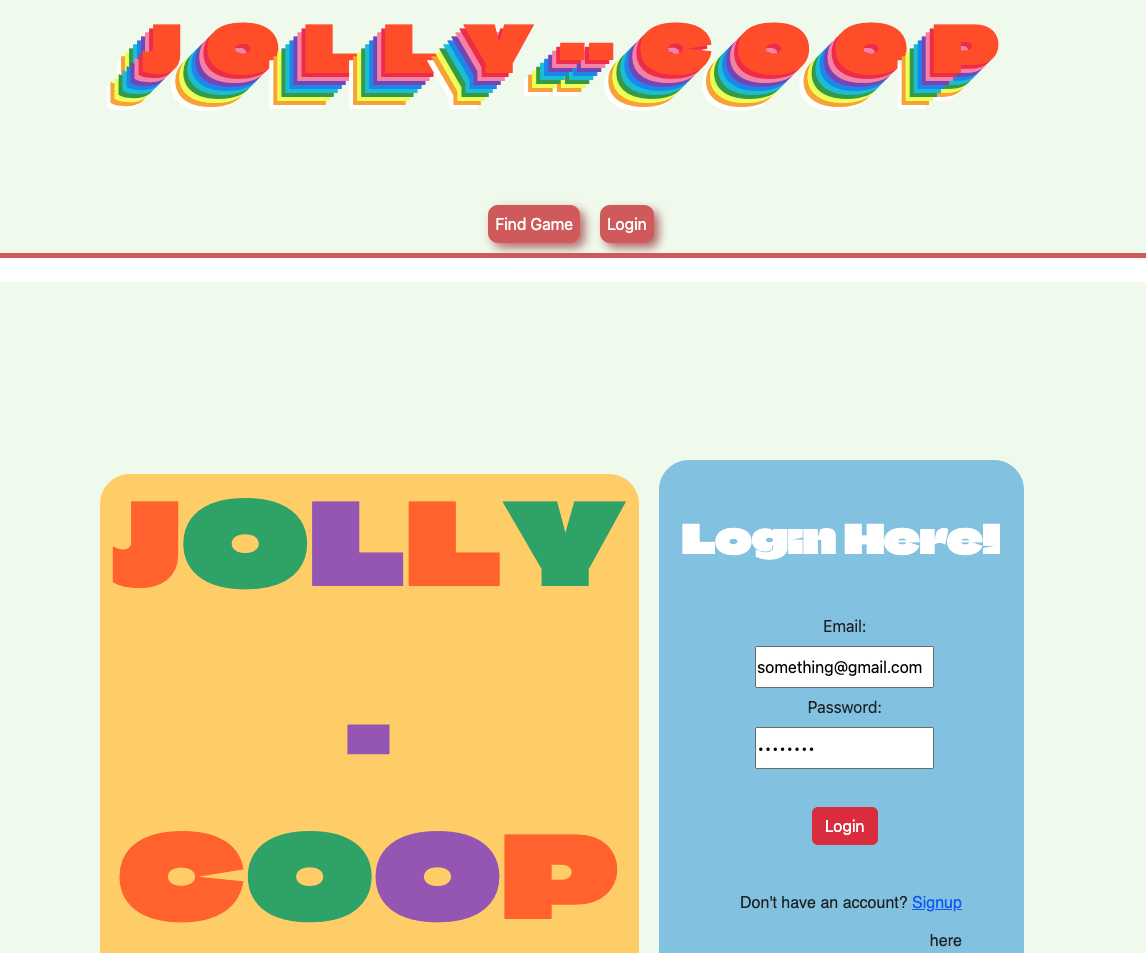 JOLLY-COOP
Find Game
Login
JOLLY
-
COOP
Login Here!
Email:
something@gmail.com
Password:
••••••••
Login
Don't have an account? Signup
here